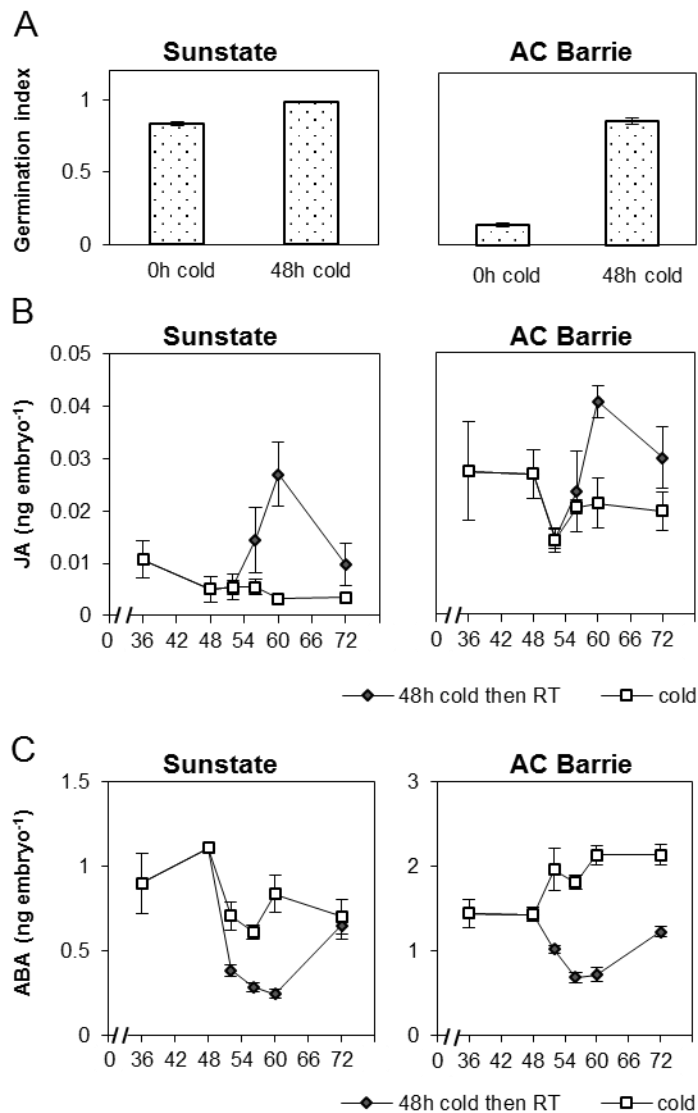 A
Sunstate
AC Barrie
Germination index
1
0.5
0
0h cold
48h cold
0h cold
48h cold
B
Sunstate
AC Barrie
JA (ng embryo⁻¹)
0.05
0.04
0.03
0.02
0.01
0
0 36 42 48 54 60 66 72
0 36 42 48 54 60 66 72
48h cold then RT
cold
C
Sunstate
AC Barrie
ABA (ng embryo⁻¹)
1.5
1
0.5
0
3
2
1
0
0 36 42 48 54 60 66 72
0 36 42 48 54 60 66 72
48h cold then RT
cold